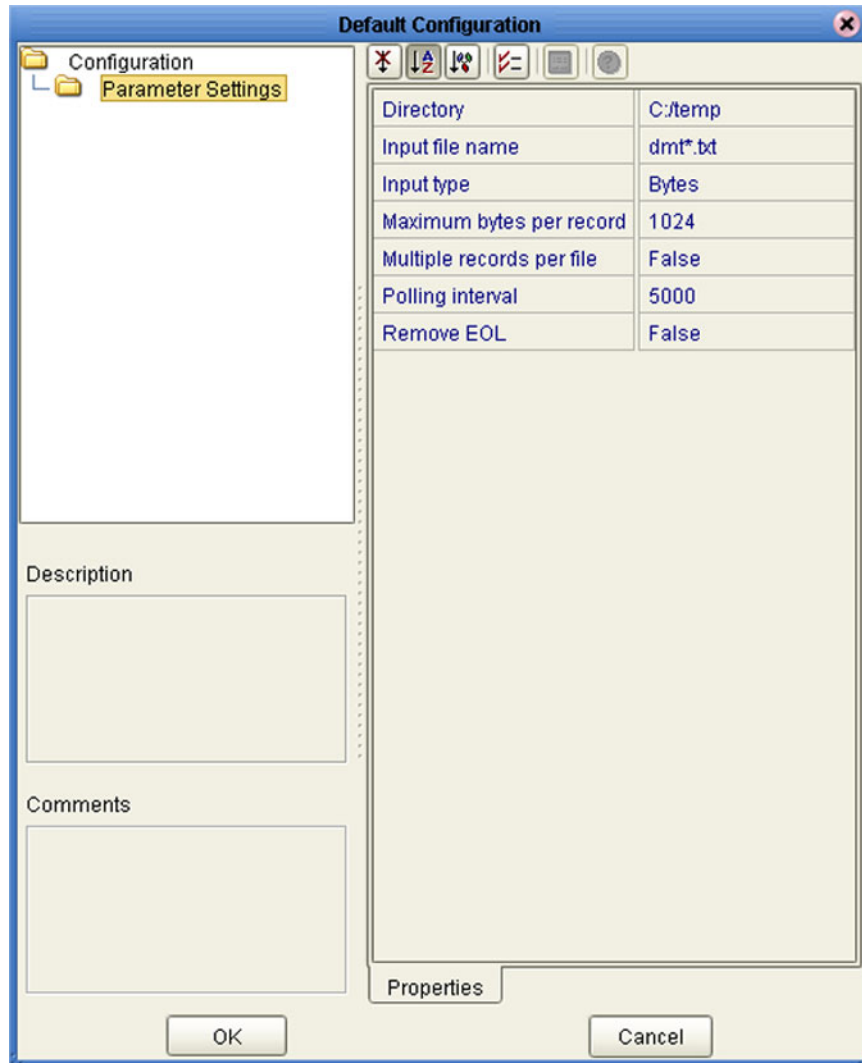 Default Configuration
Configuration
Parameter Settings
Directory C:/temp
Input file name dmt*.txt
Input type Bytes
Maximum bytes per record 1024
Multiple records per file False
Polling interval 5000
Remove EOL False
Description
Comments
Properties
OK
Cancel